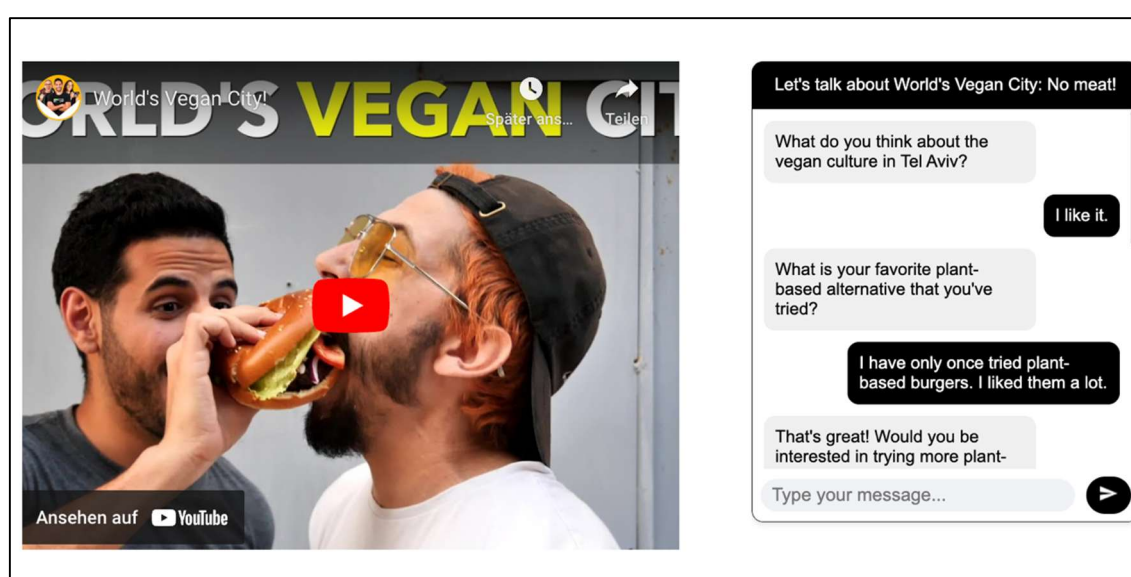 World's Vegan City!
ORLD'S VEGAN CIT
Später ans...
Teilen
Ansehen auf YouTube
Let's talk about World's Vegan City: No meat!
What do you think about the
vegan culture in Tel Aviv?
I like it.
What is your favorite plant-
based alternative that you've
tried?
I have only once tried plant-
based burgers. I liked them a lot.
That's great! Would you be
interested in trying more plant-
Type your message...